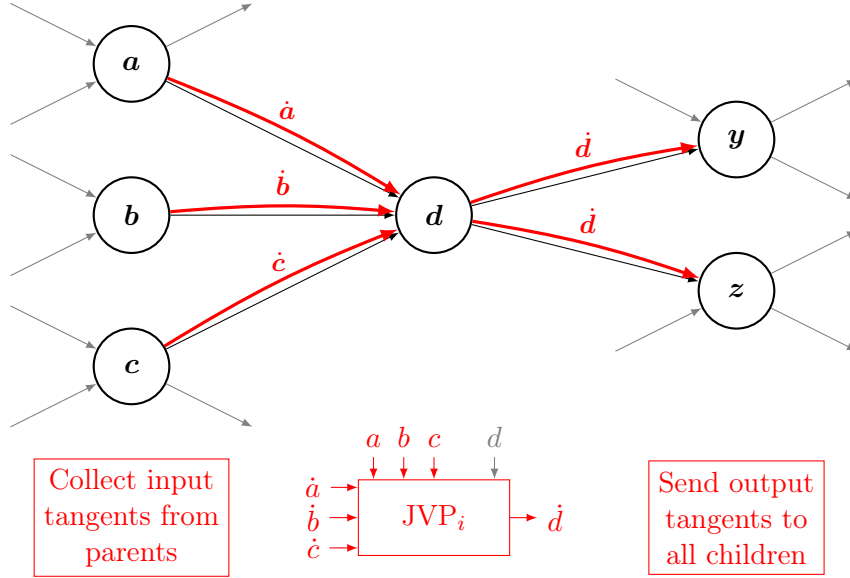 a
ȧ
y
ḋ
ḃ
b
d
ḋ
ċ
z
c
a b c d
Collect input
tangents from
parents
ȧ
ḃ
ċ
JVP_i
ḋ
Send output
tangents to
all children